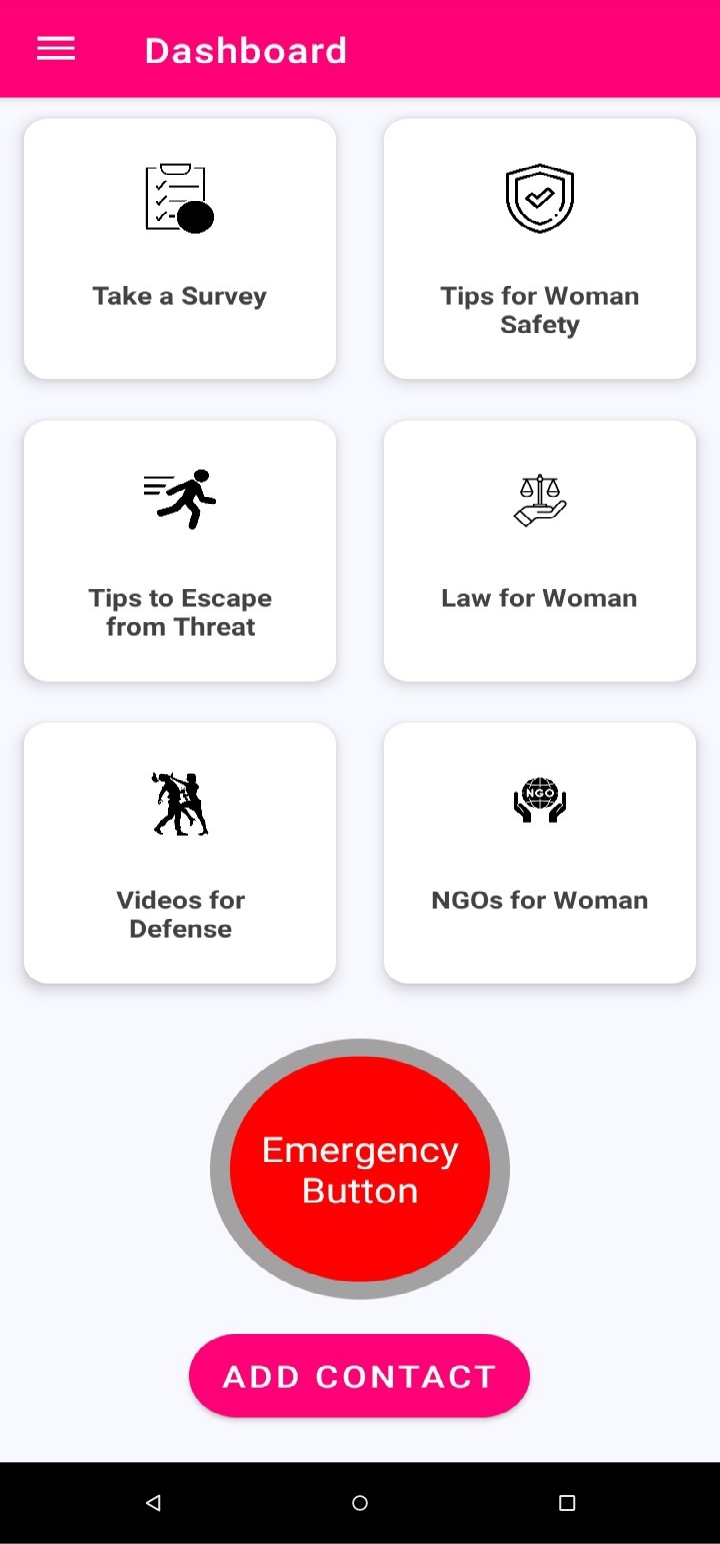 Dashboard
Take a Survey
Tips for Woman
Safety
Tips to Escape
from Threat
Law for Woman
Videos for
Defense
NGO
NGOs for Woman
Emergency
Button
ADD CONTACT